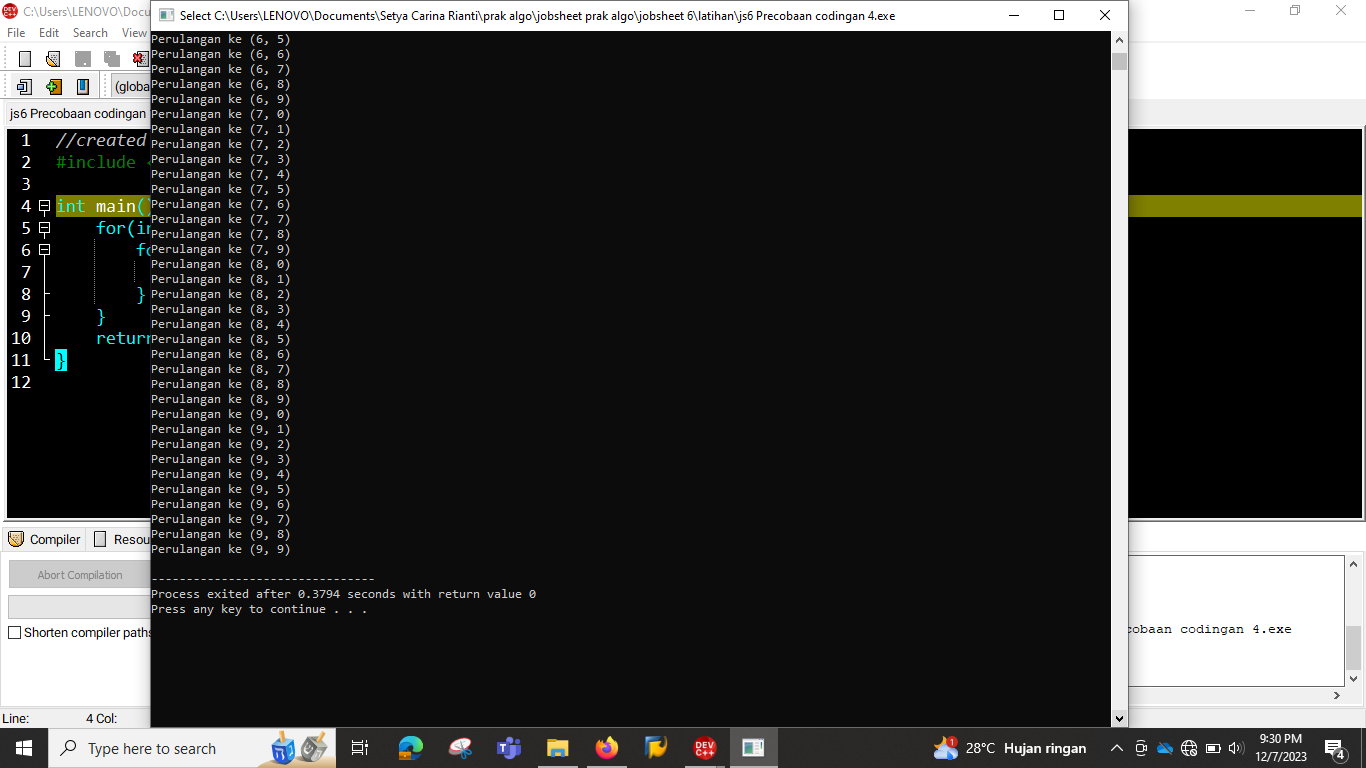 C:\Users\LENOVO\Docume
File Edit Search View
(globa
js6 Precobaan codingan
1 //created
2 #include <
3
4 int main()
5 for(in
6 fo
7
8 }
9 }
10 return
11 }
12
Compiler Resou
Abort Compilation
Shorten compiler paths
cobaan codingan 4.exe
Line: 4 Col:
Select C:\Users\LENOVO\Documents\Setya Carina Rianti\prak algo\jobsheet prak algo\jobsheet 6\latihan\js6 Precobaan codingan 4.exe
Perulangan ke (6, 5)
Perulangan ke (6, 6)
Perulangan ke (6, 7)
Perulangan ke (6, 8)
Perulangan ke (6, 9)
Perulangan ke (7, 0)
Perulangan ke (7, 1)
Perulangan ke (7, 2)
Perulangan ke (7, 3)
Perulangan ke (7, 4)
Perulangan ke (7, 5)
Perulangan ke (7, 6)
Perulangan ke (7, 7)
Perulangan ke (7, 8)
Perulangan ke (7, 9)
Perulangan ke (8, 0)
Perulangan ke (8, 1)
Perulangan ke (8, 2)
Perulangan ke (8, 3)
Perulangan ke (8, 4)
Perulangan ke (8, 5)
Perulangan ke (8, 6)
Perulangan ke (8, 7)
Perulangan ke (8, 8)
Perulangan ke (8, 9)
Perulangan ke (9, 0)
Perulangan ke (9, 1)
Perulangan ke (9, 2)
Perulangan ke (9, 3)
Perulangan ke (9, 4)
Perulangan ke (9, 5)
Perulangan ke (9, 6)
Perulangan ke (9, 7)
Perulangan ke (9, 8)
Perulangan ke (9, 9)
--------------------------------
Process exited after 0.3794 seconds with return value 0
Press any key to continue . . .
Type here to search
DEV C++
1
28°C Hujan ringan
9:30 PM
12/7/2023
4